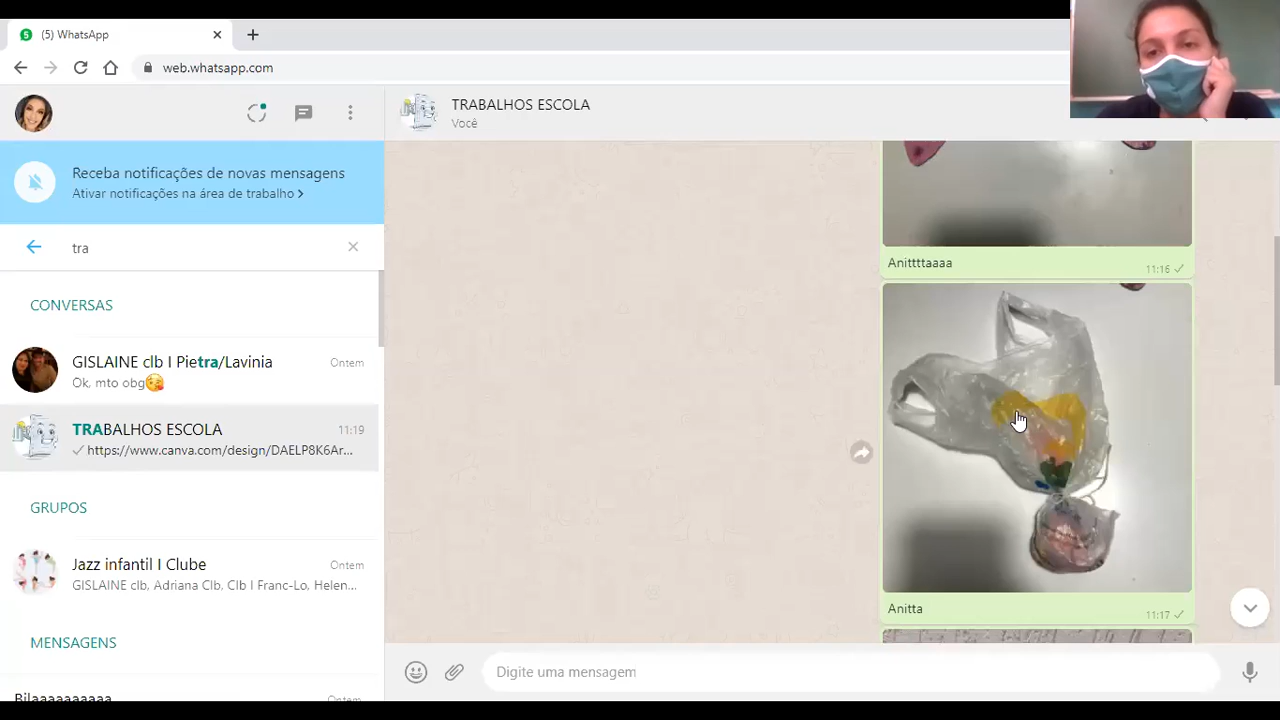 (5) WhatsApp
web.whatsapp.com
TRABALHOS ESCOLA
Você
Receba notificações de novas mensagens
Ativar notificações na área de trabalho
tra
CONVERSAS
GISLAINE clb I Pietra/Lavinia
Ontem
Ok, mto obg
TRABALHOS ESCOLA
11:19
https://www.canva.com/design/DAELP8K6Ar...
GRUPOS
Jazz infantil I Clube
Ontem
GISLAINE clb, Adriana Clb, Clb I Franc-Lo, Helen...
MENSAGENS
Bilaaaaaaaaaa
Ontem
Anittttaaaa
11:16
Anitta
11:17
Digite uma mensagem